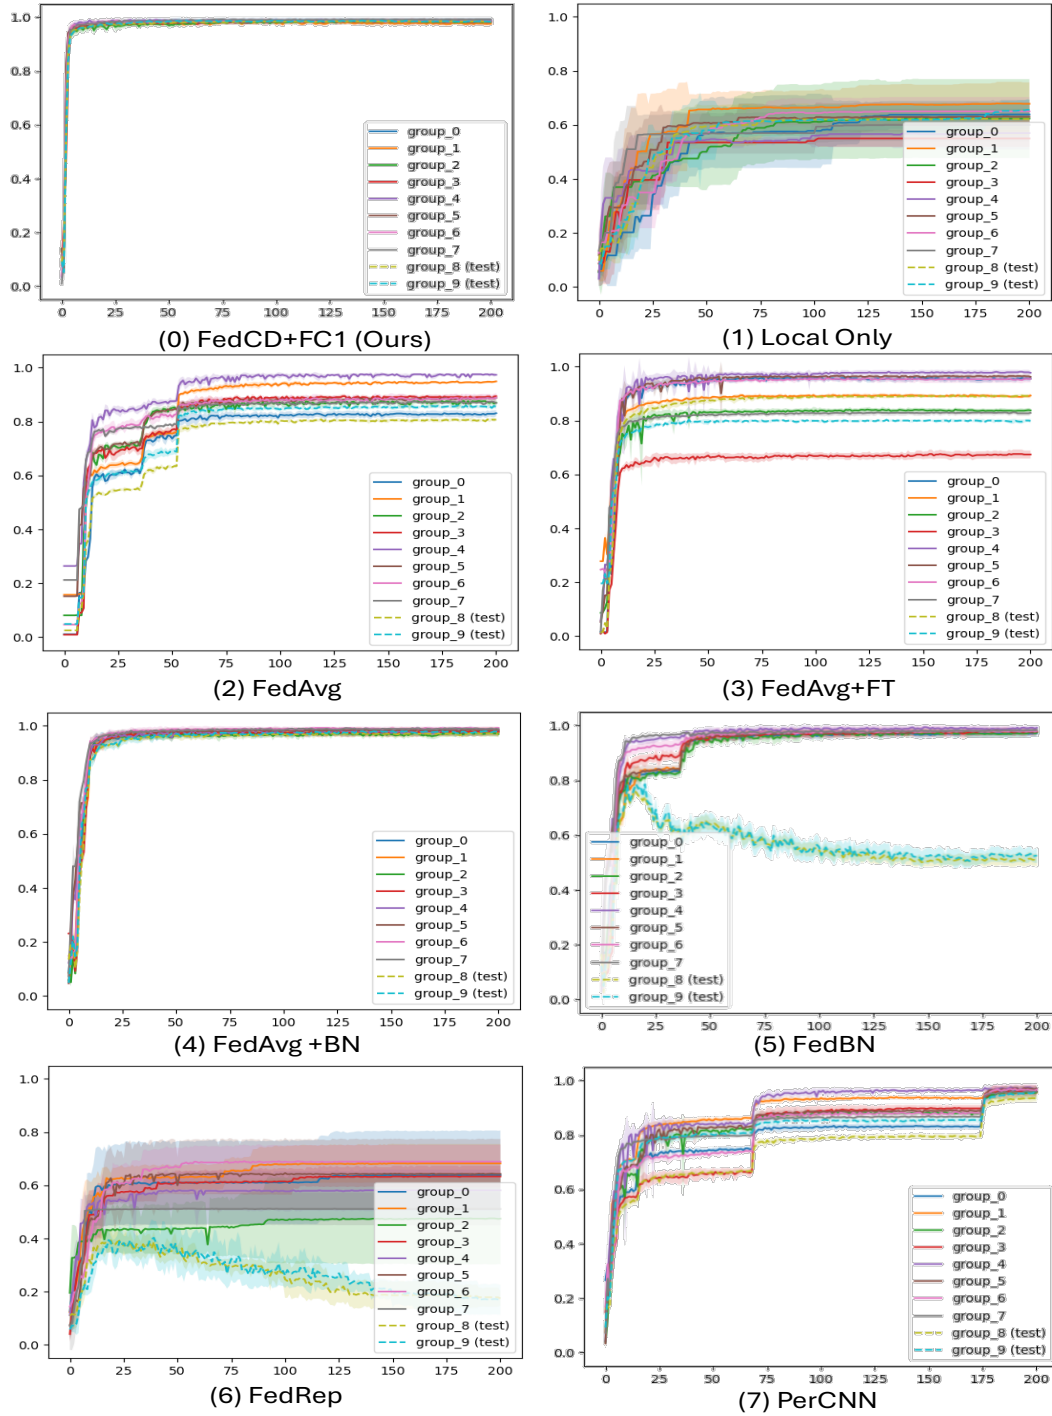 1.0
0.8
0.6
0.4
0.2
0.0
group_0
group_1
group_2
group_3
group_4
group_5
group_6
group_7
group_8 (test)
group_9 (test)
0 25 50 75 100 125 150 175 200
(0) FedCD+FC1 (Ours)
1.0
0.8
0.6
0.4
0.2
0.0
group_0
group_1
group_2
group_3
group_4
group_5
group_6
group_7
group_8 (test)
group_9 (test)
0 25 50 75 100 125 150 175 200
(1) Local Only
1.0
0.8
0.6
0.4
0.2
0.0
group_0
group_1
group_2
group_3
group_4
group_5
group_6
group_7
group_8 (test)
group_9 (test)
0 25 50 75 100 125 150 175 200
(2) FedAvg
1.0
0.8
0.6
0.4
0.2
0.0
group_0
group_1
group_2
group_3
group_4
group_5
group_6
group_7
group_8 (test)
group_9 (test)
0 25 50 75 100 125 150 175 200
(3) FedAvg+FT
1.0
0.8
0.6
0.4
0.2
0.0
group_0
group_1
group_2
group_3
group_4
group_5
group_6
group_7
group_8 (test)
group_9 (test)
0 25 50 75 100 125 150 175 200
(4) FedAvg +BN
1.0
0.8
0.6
0.4
0.2
0.0
group_0
group_1
group_2
group_3
group_4
group_5
group_6
group_7
group_8 (test)
group_9 (test)
0 25 50 75 100 125 150 175 200
(5) FedBN
1.0
0.8
0.6
0.4
0.2
0.0
group_0
group_1
group_2
group_3
group_4
group_5
group_6
group_7
group_8 (test)
group_9 (test)
0 25 50 75 100 125 150 175 200
(6) FedRep
1.0
0.8
0.6
0.4
0.2
0.0
group_0
group_1
group_2
group_3
group_4
group_5
group_6
group_7
group_8 (test)
group_9 (test)
0 25 50 75 100 125 150 175 200
(7) PerCNN